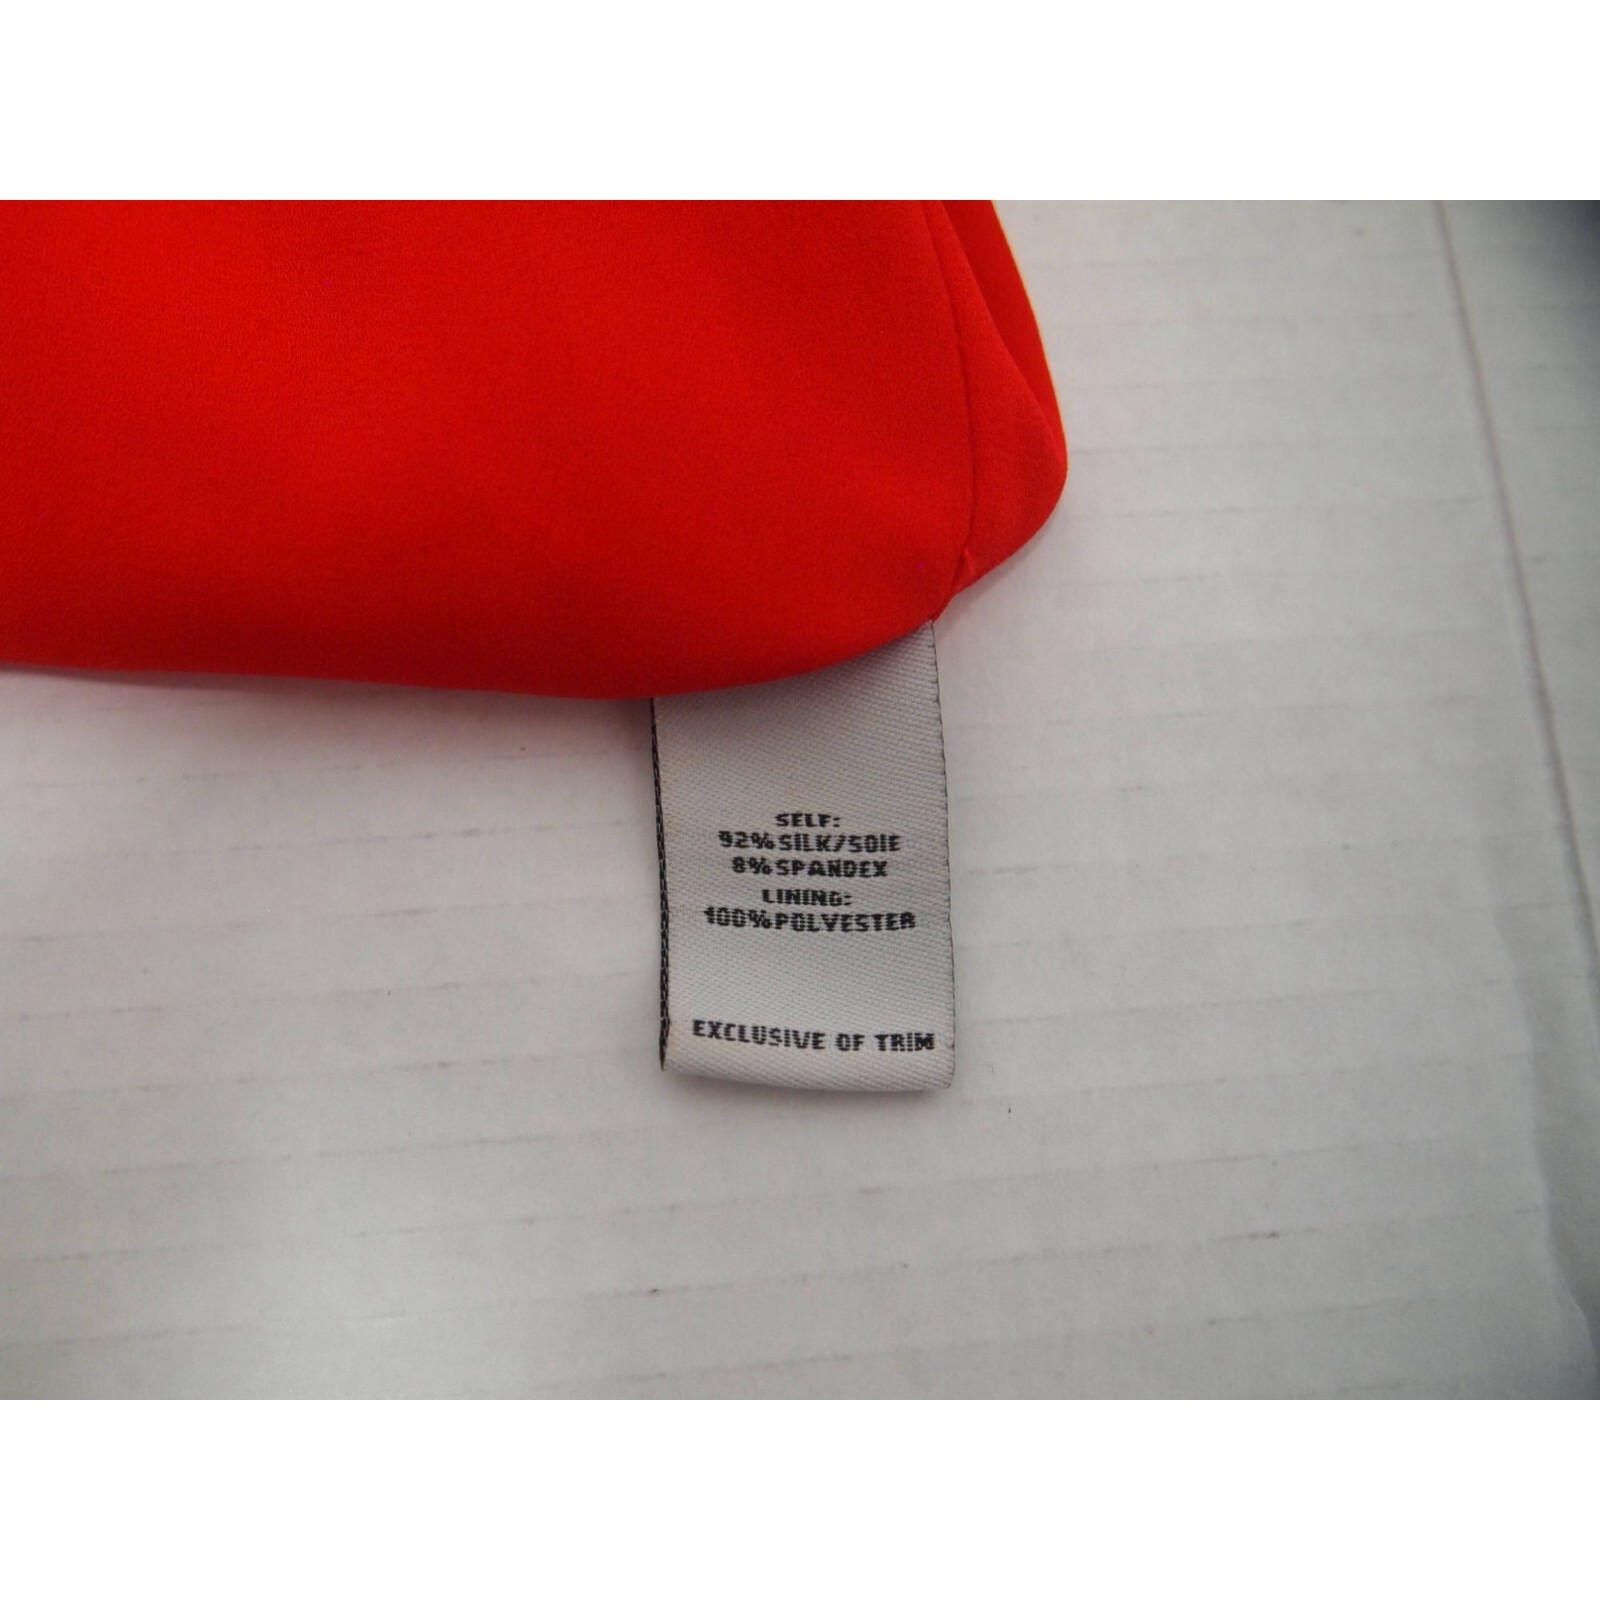 SELF:
92% SILK/SOIE
8% SPANDEX
LINING:
100% POLYESTER
EXCLUSIVE OF TRIM